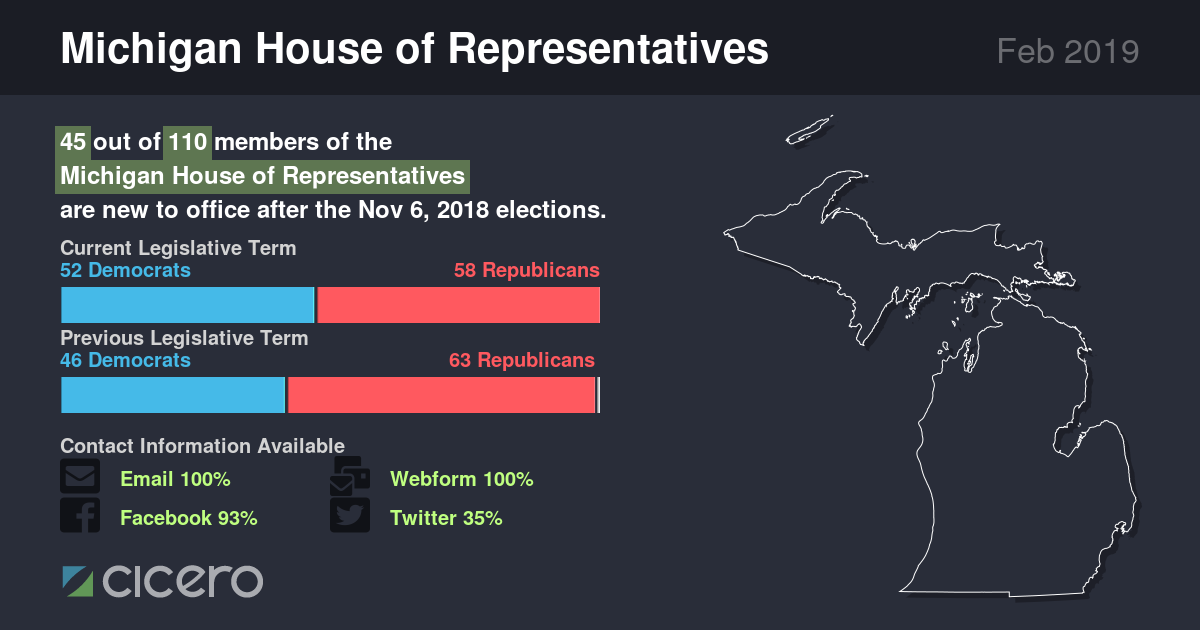 Michigan House of Representatives
Feb 2019
45 out of 110 members of the
Michigan House of Representatives
are new to office after the Nov 6, 2018 elections.
Current Legislative Term
52 Democrats 58 Republicans
Previous Legislative Term
46 Democrats 63 Republicans
Contact Information Available
Email 100% Webform 100%
Facebook 93% Twitter 35%
cicero